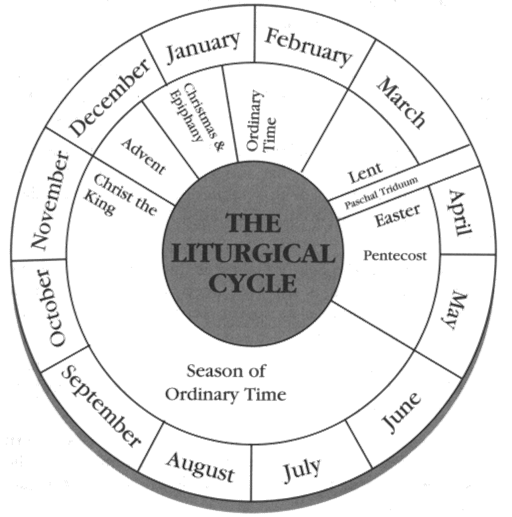 January
February
March
April
May
June
July
August
September
October
November
December
Christmas &
Epiphany
Ordinary
Time
Lent
Paschal Triduum
Easter
Pentecost
Season of
Ordinary Time
Christ the
King
Advent
THE
LITURGICAL
CYCLE